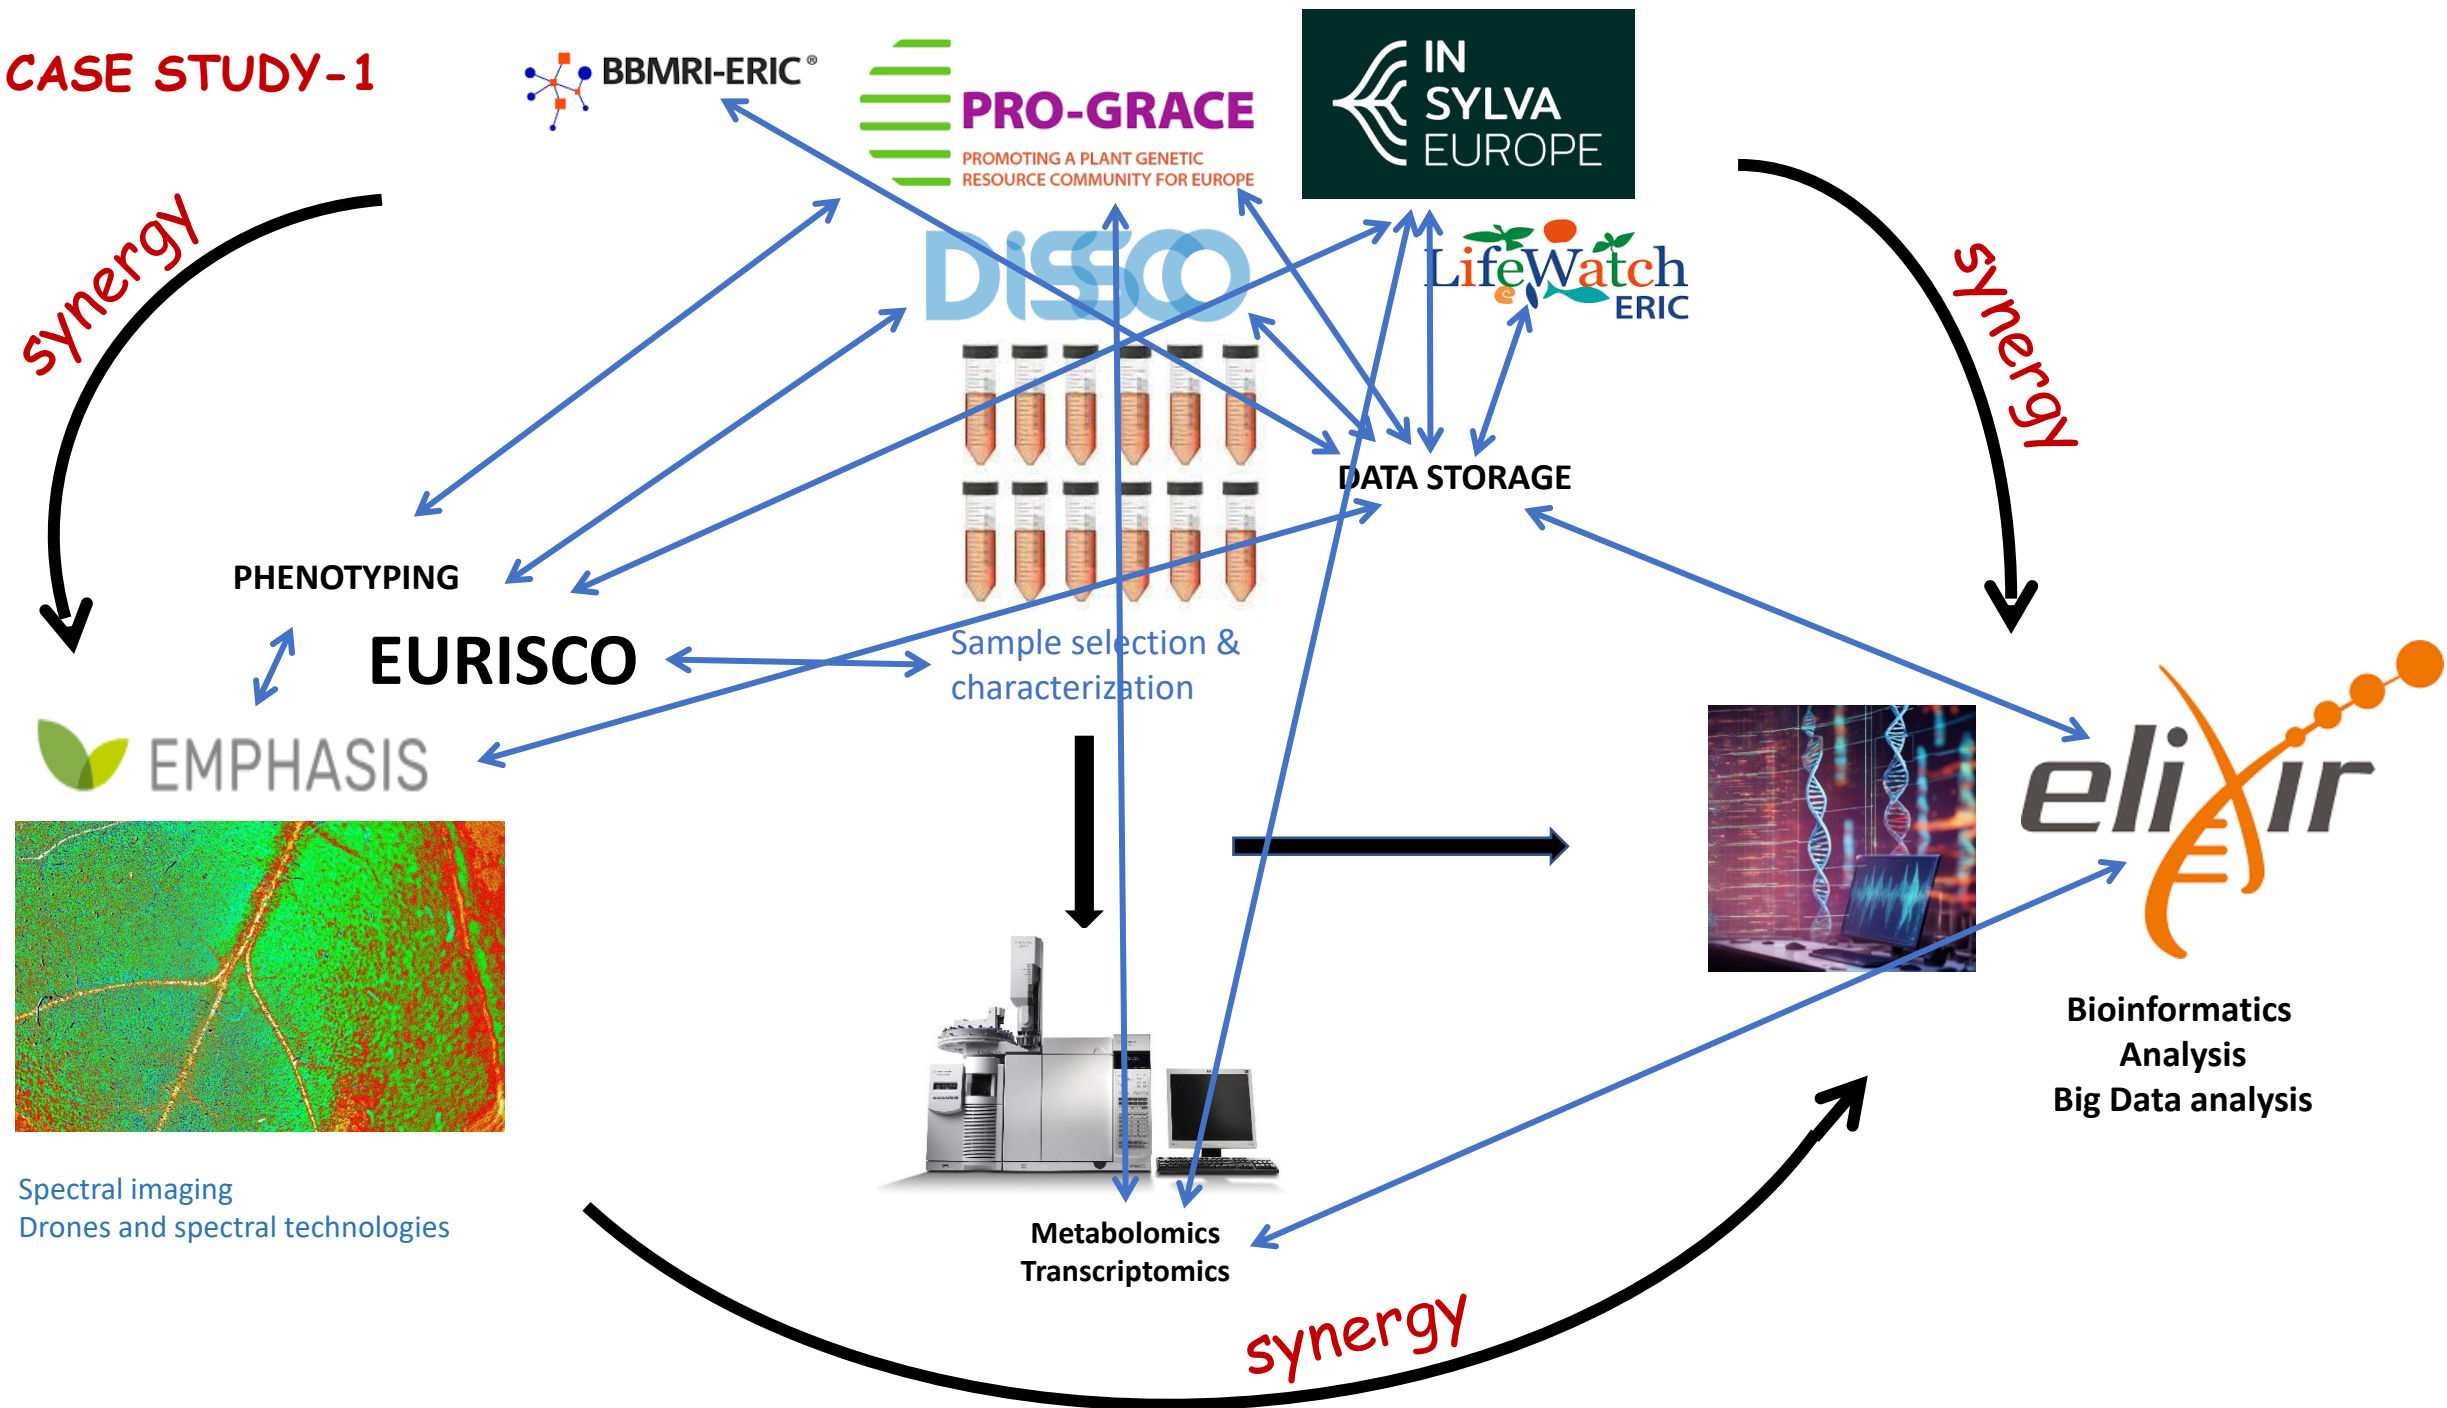 CASE STUDY-1
BBMRI-ERIC®
PRO-GRACE
PROMOTING A PLANT GENETIC
RESOURCE COMMUNITY FOR EUROPE
IN
SYLVA
EUROPE
synergy
synergy
DiSSCO
LifeWatch
ERIC
DATA STORAGE
PHENOTYPING
EURISCO
Sample selection &
characterization
EMPHASIS
elixir
Bioinformatics
Analysis
Big Data analysis
Spectral imaging
Drones and spectral technologies
Metabolomics
Transcriptomics
synergy